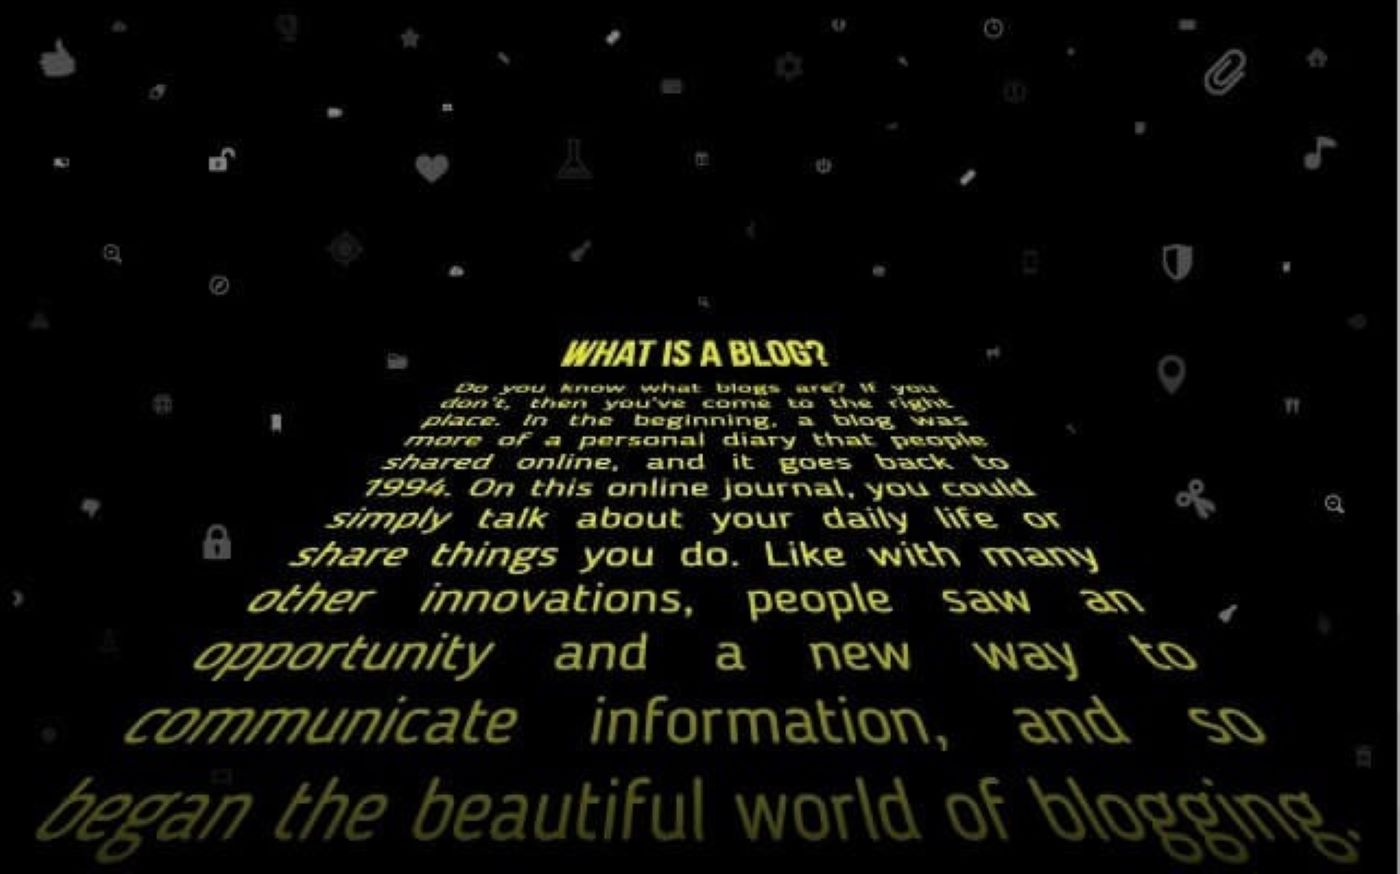 WHAT IS A BLOG?
Do you know what blogs are? If you
don't, then you've come to the right
place. In the beginning, a blog was
more of a personal diary that people
shared online, and it goes back to
1994. On this online journal, you could
simply talk about your daily life or
share things you do. Like with many
other innovations, people saw an
opportunity and a new way to
communicate information, and so
began the beautiful world of blogging.